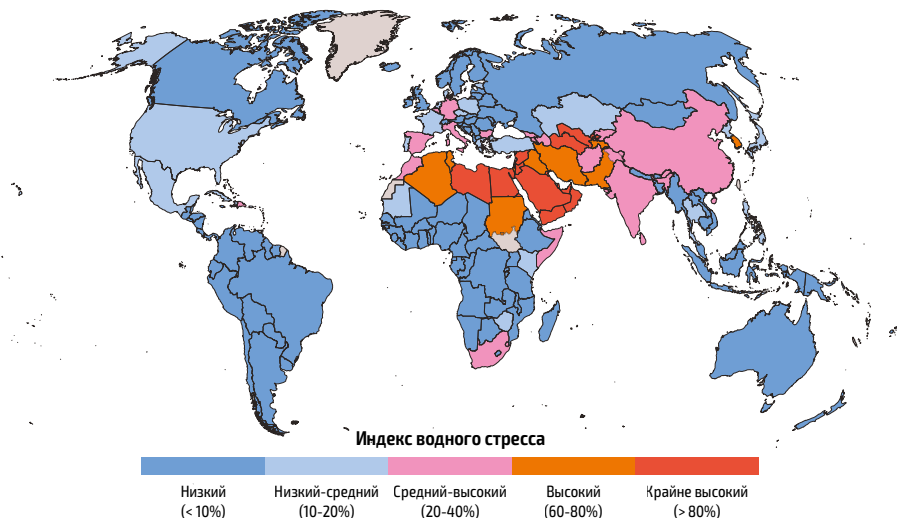 Индекс водного стресса
Низкий Низкий-средний Средний-высокий Высокий Крайне высокий
(< 10%) (10-20%) (20-40%) (60-80%) (> 80%)